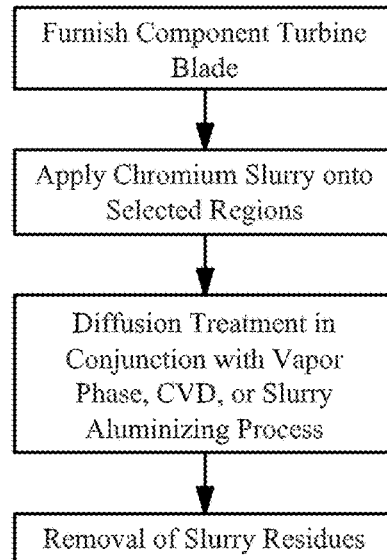 Furnish Component Turbine
Blade
Apply Chromium Slurry onto
Selected Regions
Diffusion Treatment in
Conjunction with Vapor
Phase, CVD, or Slurry
Aluminizing Process
Removal of Slurry Residues